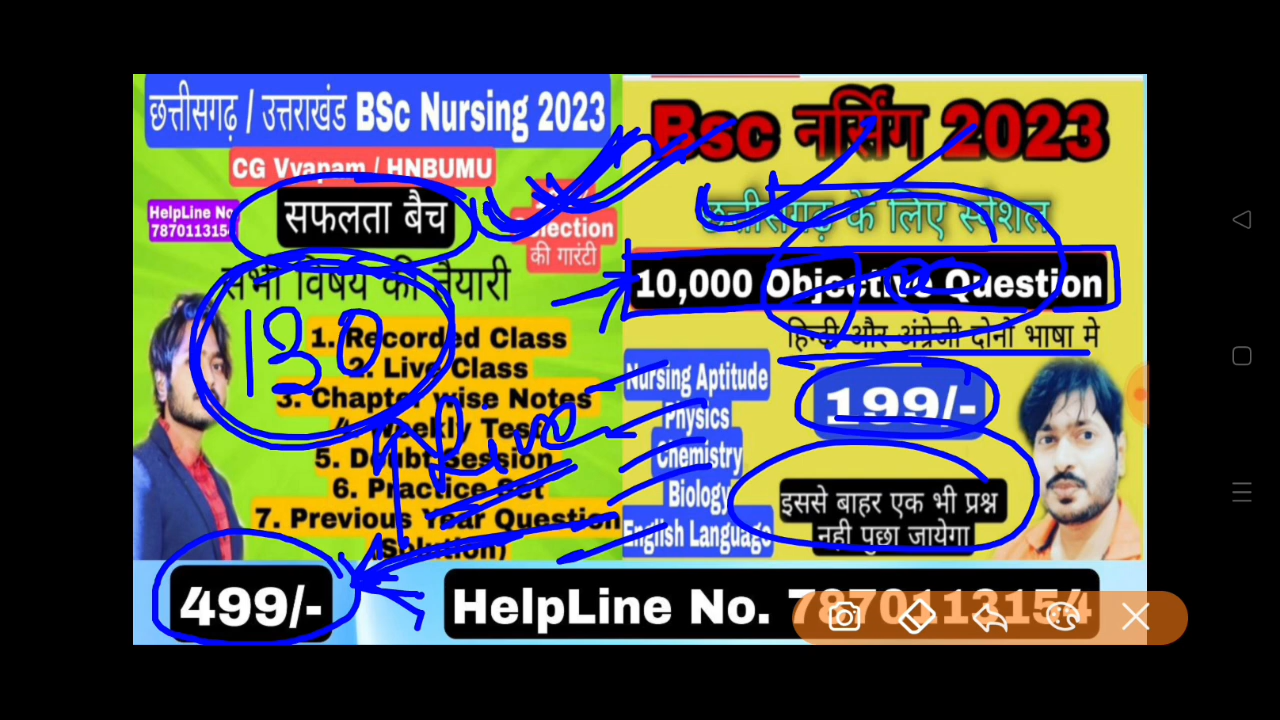 छत्तीसगढ़ / उत्तराखंड BSc Nursing 2023
CG Vyapam / HNBUMU
HelpLine No.
7870113154
सफलता बैच
की गारंटी
सभी विषय की तैयारी
130
1. Recorded Class
2. Live Class
3. Chapter wise Notes
4. Weekly Test
5. Doubt Session
6. Practice Set
7. Previous Year Question
(Solution)
499/-
Bsc नर्सिंग 2023
छत्तीसगढ़ के लिए स्पेशल
10,000 Objective Question
हिन्दी और अंग्रेजी दोनों भाषा मे
Nursing Aptitude
Physics
Chemistry
Biology
English Language
199/-
इससे बाहर एक भी प्रश्न
नही पुछा जायेगा
HelpLine No. 7870113154